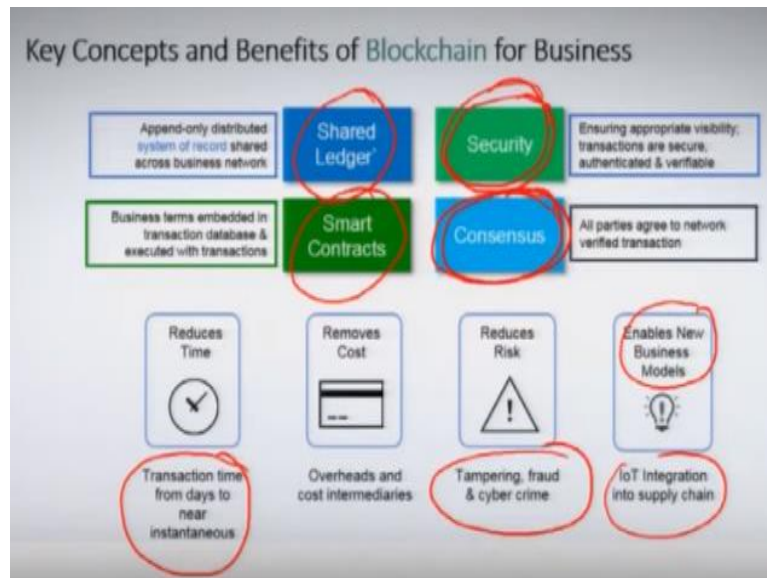 Key Concepts and Benefits of Blockchain for Business
Append-only distributed
system of record shared
across business network
Shared
Ledger'
Security
Ensuring appropriate visibility;
transactions are secure,
authenticated & verifiable
Business terms embedded in
transaction database &
executed with transactions
Smart
Contracts
Consensus
All parties agree to network
verified transaction
Reduces
Time
Removes
Cost
Reduces
Risk
Enables New
Business
Models
Transaction time
from days to
near
instantaneous
Overheads and
cost intermediaries
Tampering, fraud
& cyber crime
IoT Integration
into supply chain